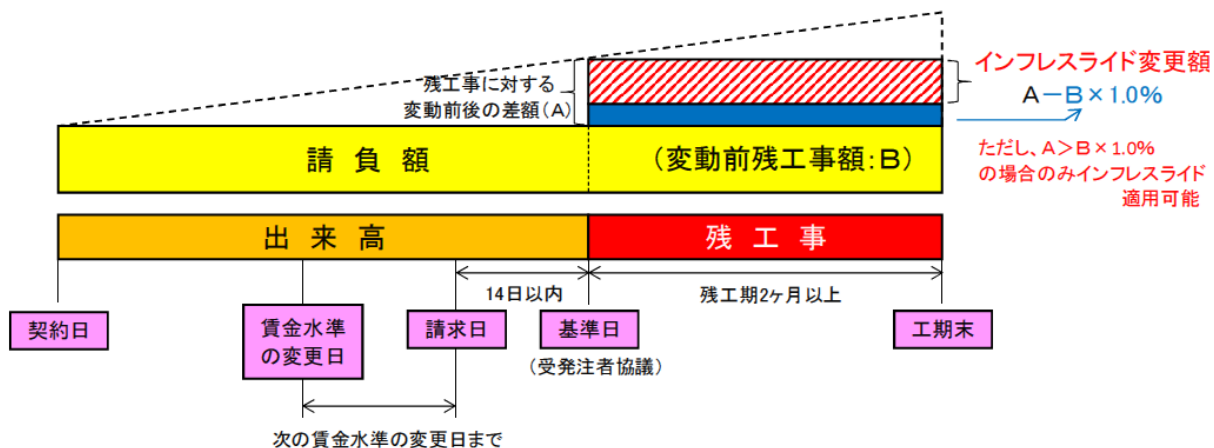 残工事に対する
変動前後の差額(A)
インフレスライド変更額
A－B×1.0%
ただし、A＞B×1.0%
の場合のみインフレスライド
適用可能
請 負 額
(変動前残工事額:B)
出 来 高
残 工 事
14日以内
残工期2ヶ月以上
契約日
賃金水準
の変更日
請求日
基準日
(受発注者協議)
工期末
次の賃金水準の変更日まで